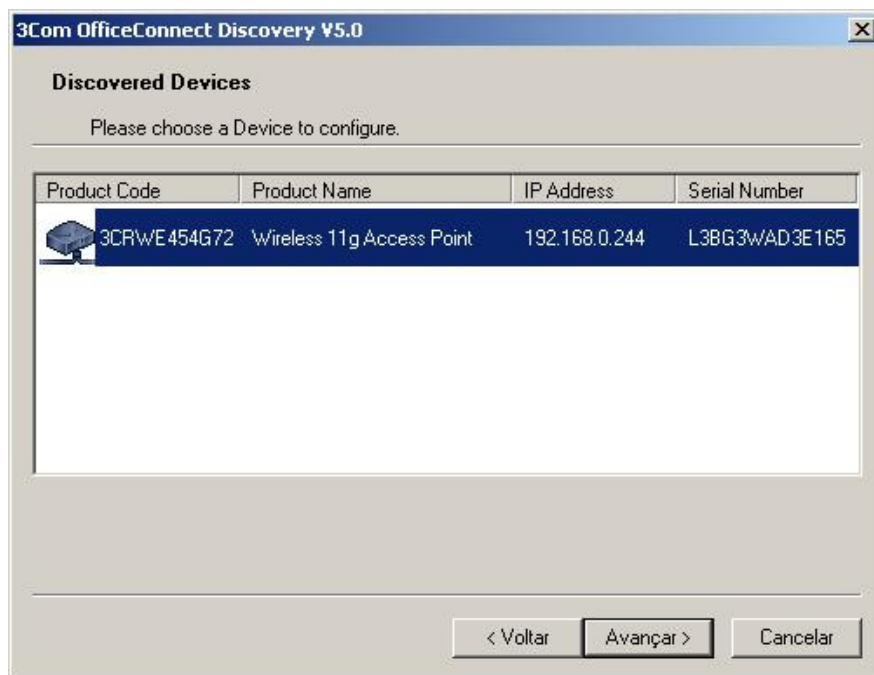 3Com OfficeConnect Discovery V5.0
Discovered Devices
Please choose a Device to configure.
Product Code Product Name IP Address Serial Number
3CRWE454G72 Wireless 11g Access Point 192.168.0.244 L3BG3WAD3E165
< Voltar Avançar > Cancelar